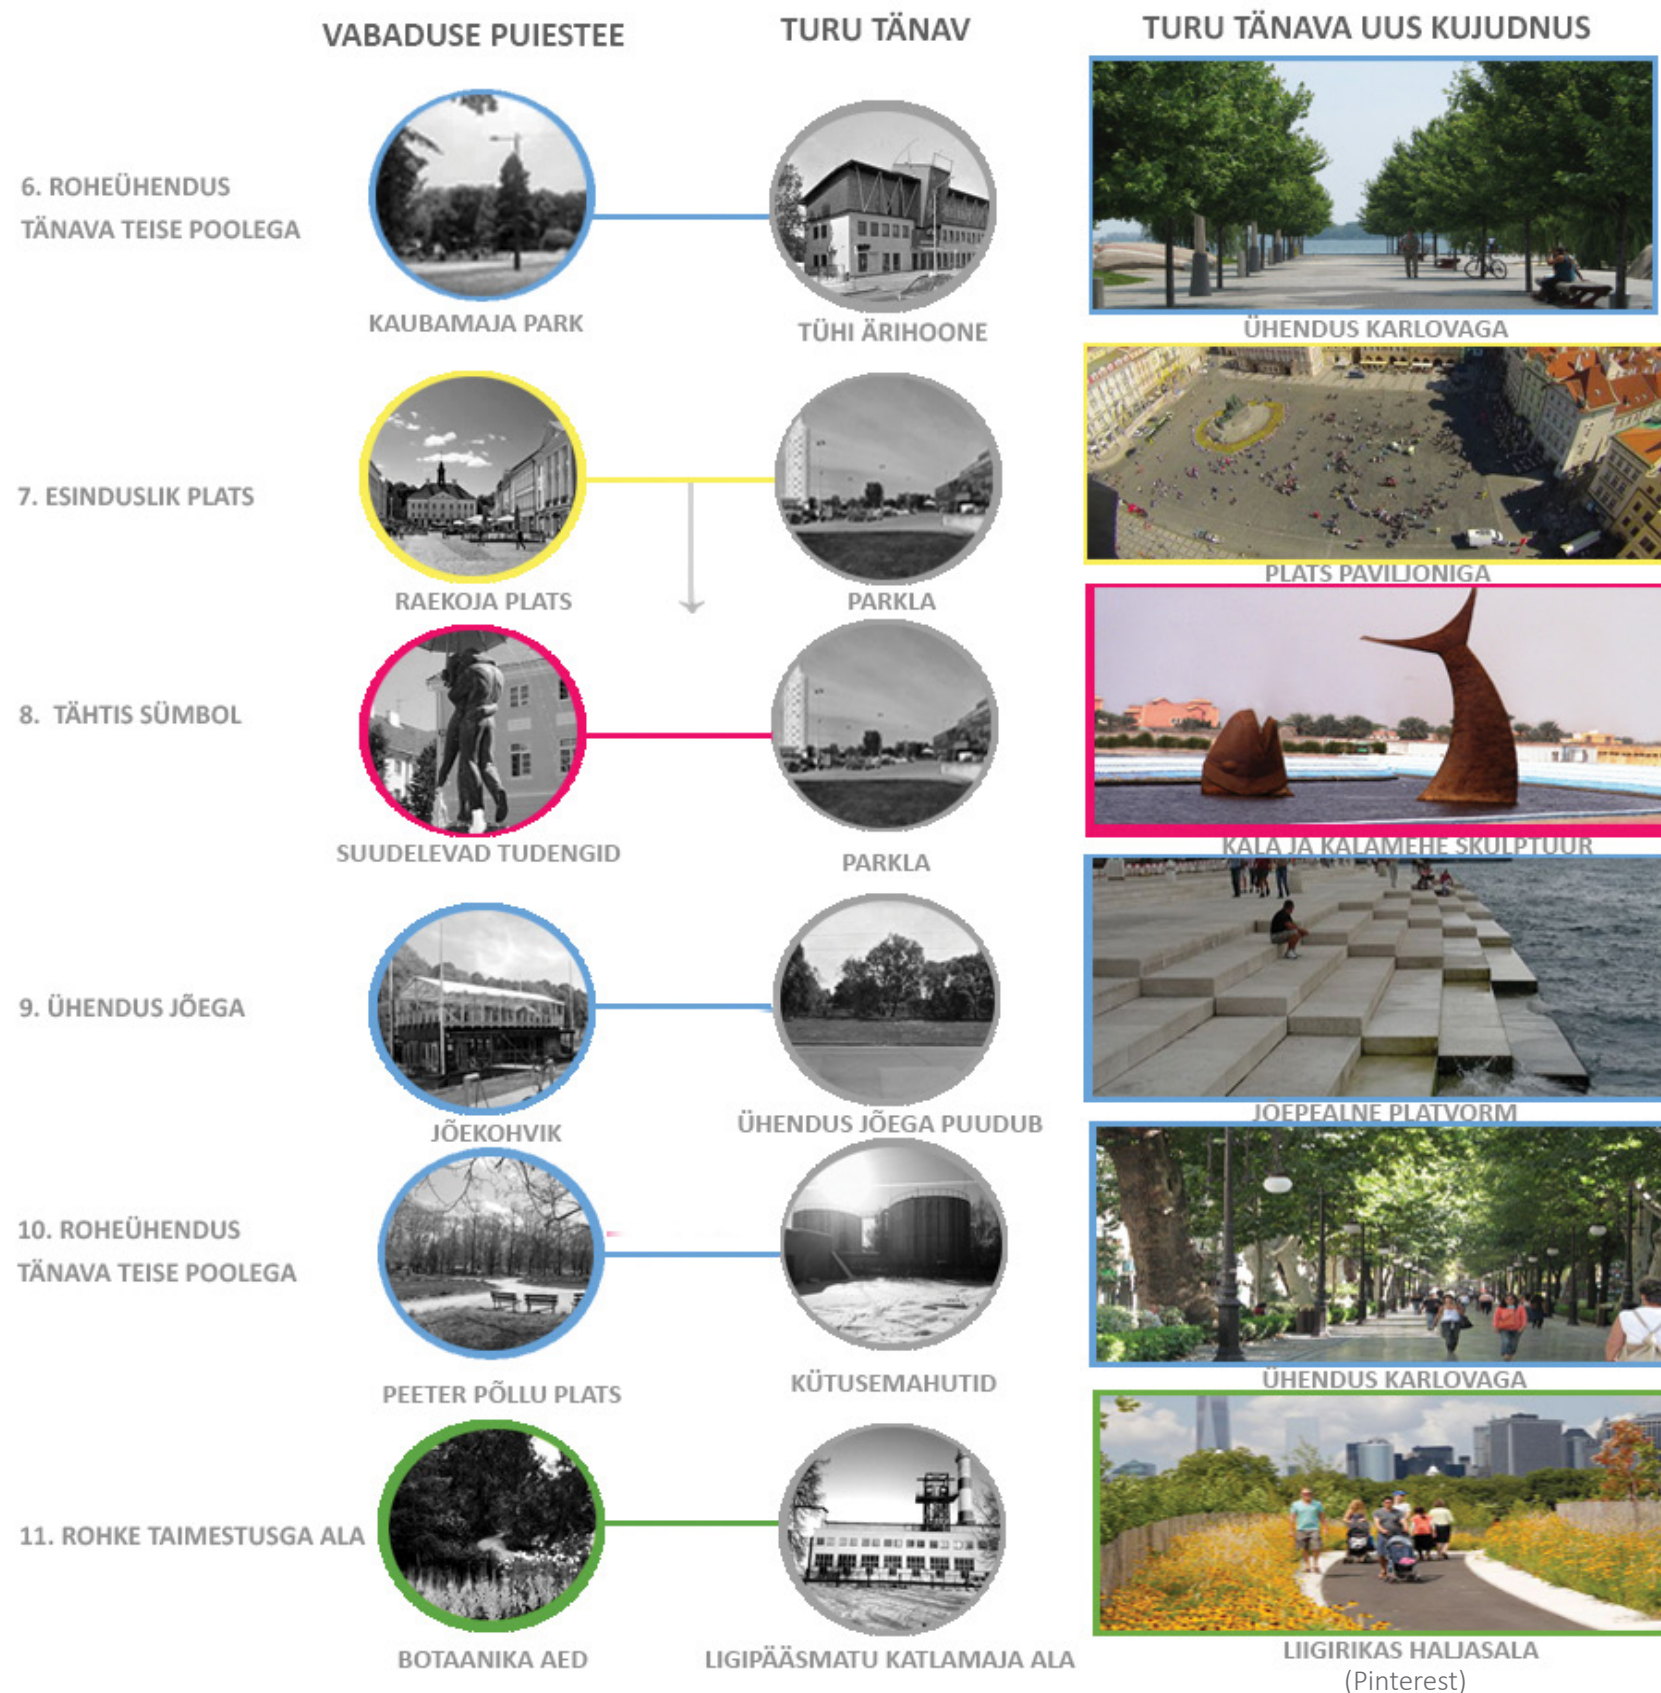 VABADUSE PUIESTEE
TURU TÄNAV
TURU TÄNAVA UUS KUJUDNUS
6. ROHEÜHENDUS
TÄNAVA TEISE POOLEGA
KAUBAMAJA PARK
TÜHI ÄRIHOONE
ÜHENDUS KARLOVAGA
7. ESINDUSLIK PLATS
RAEKOJA PLATS
PARKLA
PLATS PAVILJONIGA
8. TÄHTIS SÜMBOL
SUUDELEVAD TUDENGID
PARKLA
KALA JA KALAMEHE SKULPTUUR
9. ÜHENDUS JÕEGA
JÕEKOHVIK
ÜHENDUS JÕEGA PUUDUB
JÕEPEALNE PLATVORM
10. ROHEÜHENDUS
TÄNAVA TEISE POOLEGA
PEETER PÕLLU PLATS
KÜTUSEMAHUTID
ÜHENDUS KARLOVAGA
11. ROHKE TAIMESTUSGA ALA
BOTAANIKA AED
LIGIPÄÄSMATU KATLAMAJA ALA
LIIGIRIKAS HALJASALA
(Pinterest)